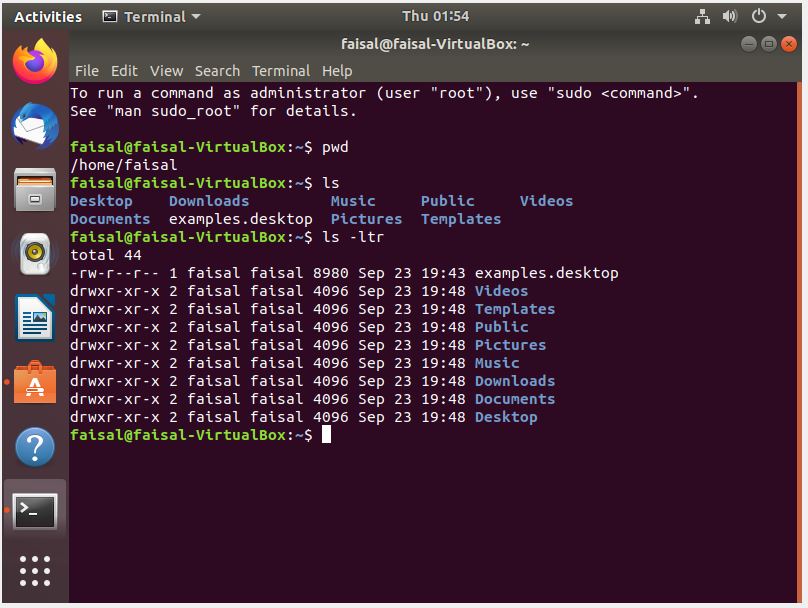 Activities Terminal Thu 01:54
faisal@faisal-VirtualBox: ~
File Edit View Search Terminal Help
To run a command as administrator (user "root"), use "sudo <command>".
See "man sudo_root" for details.
faisal@faisal-VirtualBox:~$ pwd
/home/faisal
faisal@faisal-VirtualBox:~$ ls
Desktop Downloads Music Public Videos
Documents examples.desktop Pictures Templates
faisal@faisal-VirtualBox:~$ ls -ltr
total 44
-rw-r--r-- 1 faisal faisal 8980 Sep 23 19:43 examples.desktop
drwxr-xr-x 2 faisal faisal 4096 Sep 23 19:48 Videos
drwxr-xr-x 2 faisal faisal 4096 Sep 23 19:48 Templates
drwxr-xr-x 2 faisal faisal 4096 Sep 23 19:48 Public
drwxr-xr-x 2 faisal faisal 4096 Sep 23 19:48 Pictures
drwxr-xr-x 2 faisal faisal 4096 Sep 23 19:48 Music
drwxr-xr-x 2 faisal faisal 4096 Sep 23 19:48 Downloads
drwxr-xr-x 2 faisal faisal 4096 Sep 23 19:48 Documents
drwxr-xr-x 2 faisal faisal 4096 Sep 23 19:48 Desktop
faisal@faisal-VirtualBox:~$